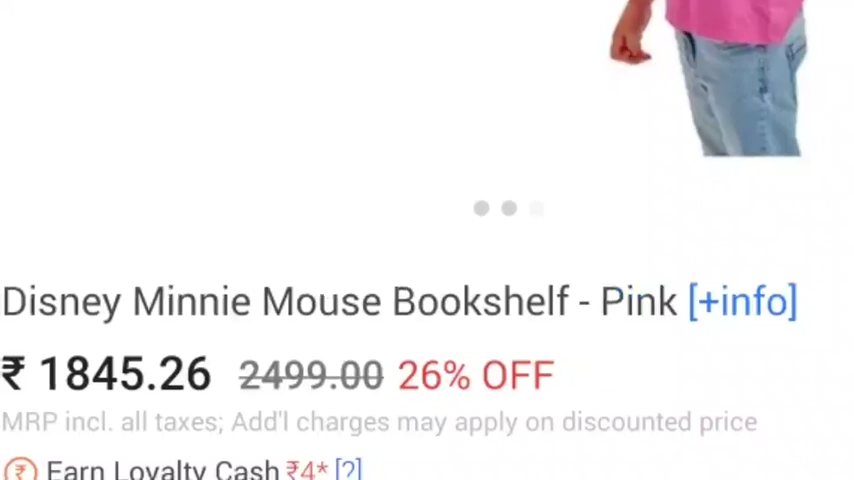 Disney Minnie Mouse Bookshelf - Pink [+info]
₹ 1845.26 2499.00 26% OFF
MRP incl. all taxes; Add'l charges may apply on discounted price
Earn Loyalty Cash ₹4* [?]